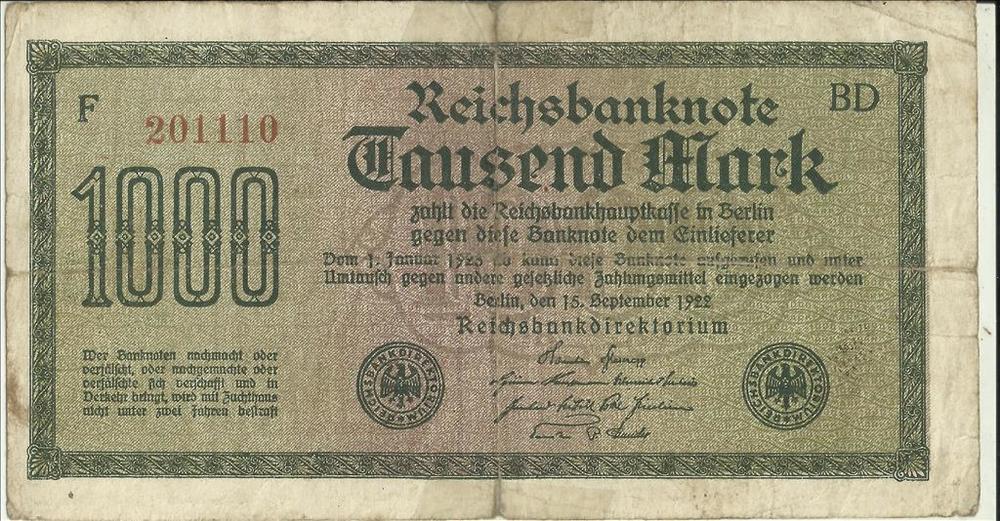 F
201110
BD
Reichsbanknote
Tausend Mark
1000
zahlt die Reichsbankhauptkasse in Berlin
gegen diese Banknote dem Einlieferer
Vom 1. Januar 1923 ab kann diese Banknote aufgerufen und unter
Umtausch gegen andere gesetzliche Zahlungsmittel eingezogen werden
Berlin, den 15. September 1922
Reichsbankdirektorium
Wer Banknoten nachmacht oder
verfälscht, oder nachgemachte oder
verfälschte sich verschafft und in
Verkehr bringt, wird mit Zuchthaus
nicht unter zwei Jahren bestraft
REICHSBANKDIREKTORIUM
REICHSBANKDIREKTORIUM